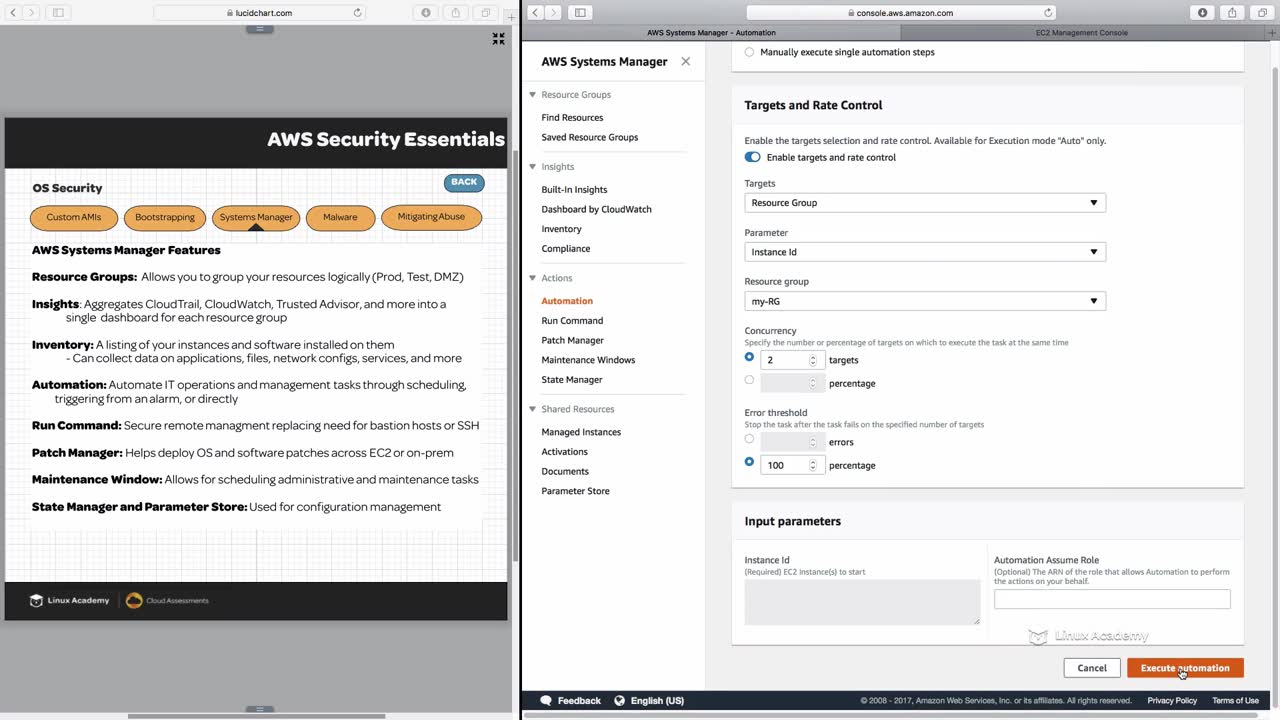 lucidchart.com
AWS Security Essentials
OS Security
BACK
Custom AMIs
Bootstrapping
Systems Manager
Malware
Mitigating Abuse
AWS Systems Manager Features
Resource Groups: Allows you to group your resources logically (Prod, Test, DMZ)
Insights: Aggregates CloudTrail, CloudWatch, Trusted Advisor, and more into a
single dashboard for each resource group
Inventory: A listing of your instances and software installed on them
- Can collect data on applications, files, network configs, services, and more
Automation: Automate IT operations and management tasks through scheduling,
triggering from an alarm, or directly
Run Command: Secure remote managment replacing need for bastion hosts or SSH
Patch Manager: Helps deploy OS and software patches across EC2 or on-prem
Maintenance Window: Allows for scheduling administrative and maintenance tasks
State Manager and Parameter Store: Used for configuration management
Linux Academy
Cloud Assessments
console.aws.amazon.com
AWS Systems Manager - Automation
EC2 Management Console
AWS Systems Manager
Resource Groups
Find Resources
Saved Resource Groups
Insights
Built-In Insights
Dashboard by CloudWatch
Inventory
Compliance
Actions
Automation
Run Command
Patch Manager
Maintenance Windows
State Manager
Shared Resources
Managed Instances
Activations
Documents
Parameter Store
Manually execute single automation steps
Targets and Rate Control
Enable the targets selection and rate control. Available for Execution mode "Auto" only.
Enable targets and rate control
Targets
Resource Group
Parameter
Instance Id
Resource group
my-RG
Concurrency
Specify the number or percentage of targets on which to execute the task at the same time
2 targets
percentage
Error threshold
Stop the task after the task fails on the specified number of targets
errors
100 percentage
Input parameters
Instance Id
(Required) EC2 Instance(s) to start
Automation Assume Role
(Optional) The ARN of the role that allows Automation to perform
the actions on your behalf.
Linux Academy
Cancel
Execute automation
Feedback
English (US)
© 2008 - 2017, Amazon Web Services, Inc. or its affiliates. All rights reserved.
Privacy Policy
Terms of Use